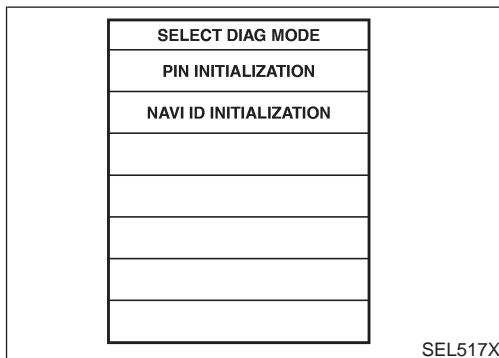 SELECT DIAG MODE
PIN INITIALIZATION
NAVI ID INITIALIZATION
SEL517X